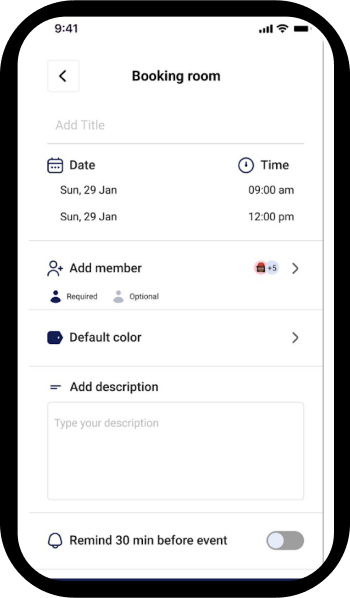 9:41
Booking room
Add Title
Date
Time
Sun, 29 Jan
09:00 am
Sun, 29 Jan
12:00 pm
Add member
+5
Required
Optional
Default color
Add description
Type your description
Remind 30 min before event